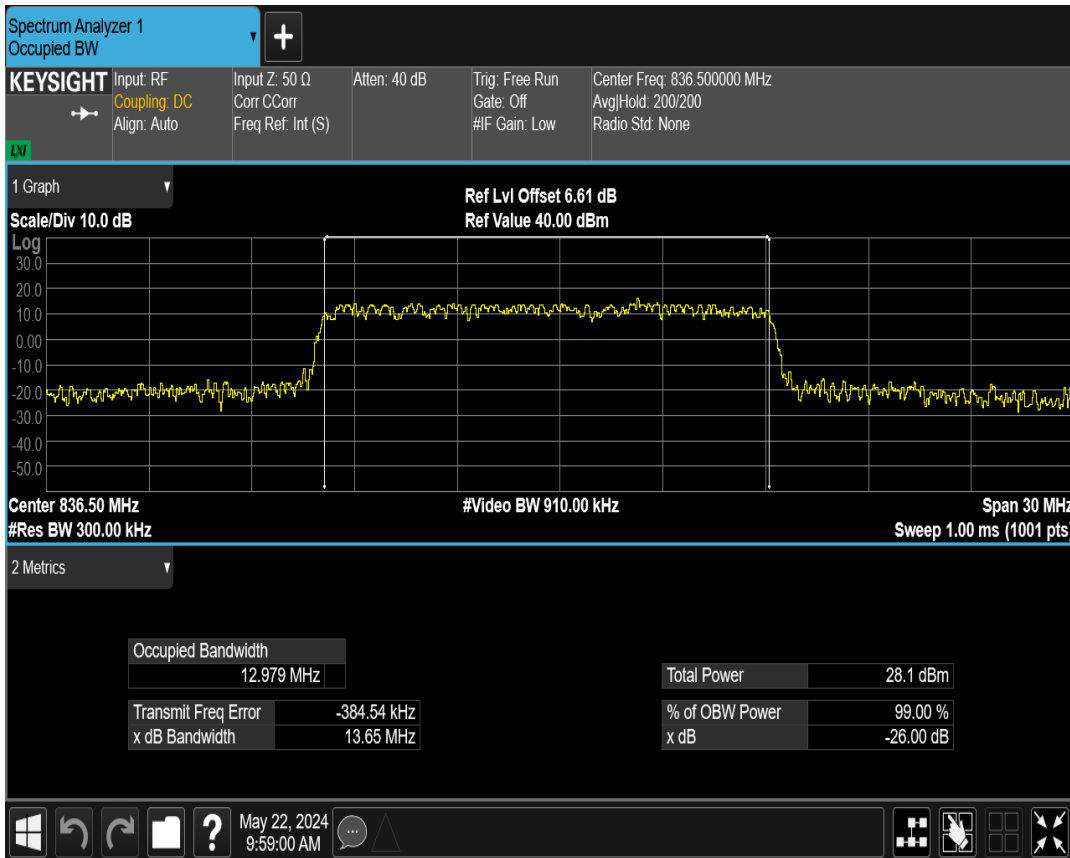 Spectrum Analyzer 1
Occupied BW
+
KEYSIGHT
LXI
Input: RF
Coupling: DC
Align: Auto
Input Z: 50 Ω
Corr CCorr
Freq Ref: Int (S)
Atten: 40 dB
Trig: Free Run
Gate: Off
#IF Gain: Low
Center Freq: 836.500000 MHz
Avg|Hold: 200/200
Radio Std: None
1 Graph
Scale/Div 10.0 dB
Ref Lvl Offset 6.61 dB
Ref Value 40.00 dBm
Log
30.0
20.0
10.0
0.00
-10.0
-20.0
-30.0
-40.0
-50.0
Center 836.50 MHz
#Res BW 300.00 kHz
#Video BW 910.00 kHz
Span 30 MHz
Sweep 1.00 ms (1001 pts)
2 Metrics
Occupied Bandwidth
12.979 MHz
Transmit Freq Error -384.54 kHz
x dB Bandwidth 13.65 MHz
Total Power 28.1 dBm
% of OBW Power 99.00 %
x dB -26.00 dB
?
May 22, 2024
9:59:00 AM